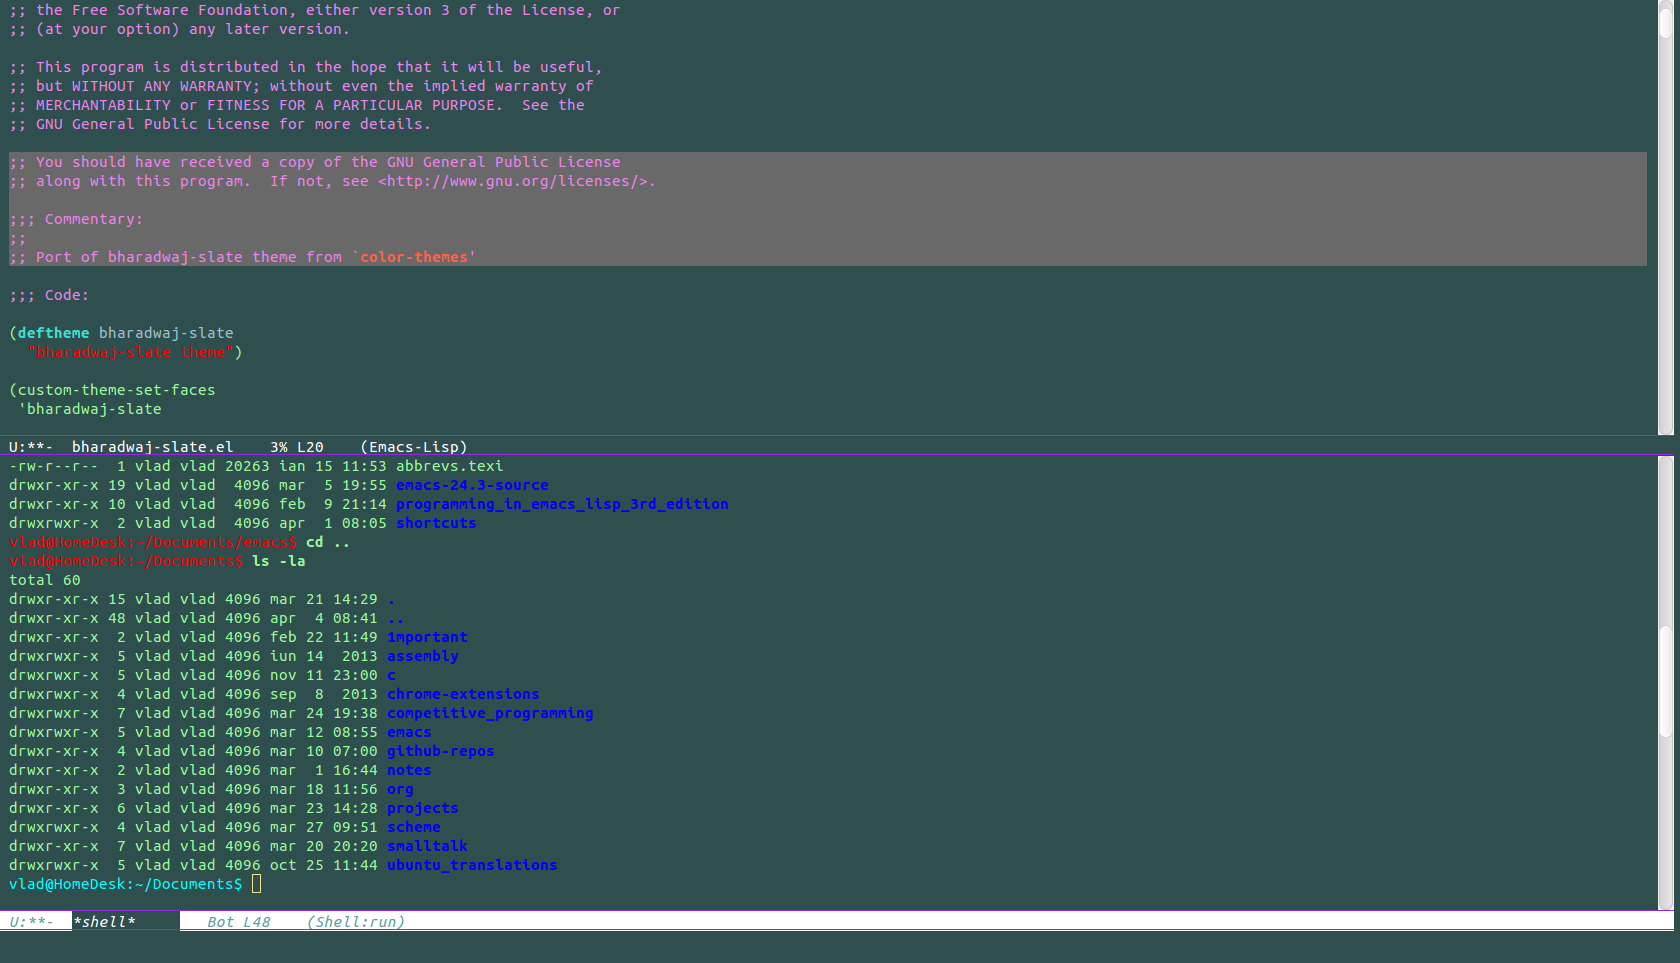 ;; the Free Software Foundation, either version 3 of the License, or
;; (at your option) any later version.
;; This program is distributed in the hope that it will be useful,
;; but WITHOUT ANY WARRANTY; without even the implied warranty of
;; MERCHANTABILITY or FITNESS FOR A PARTICULAR PURPOSE.  See the
;; GNU General Public License for more details.
;; You should have received a copy of the GNU General Public License
;; along with this program.  If not, see <http://www.gnu.org/licenses/>.
;;; Commentary:
;;
;; Port of bharadwaj-slate theme from `color-themes'
;;; Code:
(deftheme bharadwaj-slate
  "bharadwaj-slate theme")
(custom-theme-set-faces
 'bharadwaj-slate
U:**-  bharadwaj-slate.el    3% L20    (Emacs-Lisp)
-rw-r--r--  1 vlad vlad 20263 ian 15 11:53 abbrevs.texi
drwxr-xr-x 19 vlad vlad  4096 mar  5 19:55 emacs-24.3-source
drwxr-xr-x 10 vlad vlad  4096 feb  9 21:14 programming_in_emacs_lisp_3rd_edition
drwxrwxr-x  2 vlad vlad  4096 apr  1 08:05 shortcuts
vlad@HomeDesk:~/Documents/emacs$ cd ..
vlad@HomeDesk:~/Documents$ ls -la
total 60
drwxr-xr-x 15 vlad vlad 4096 mar 21 14:29 .
drwxr-xr-x 48 vlad vlad 4096 apr  4 08:41 ..
drwxr-xr-x  2 vlad vlad 4096 feb 22 11:49 1mportant
drwxrwxr-x  5 vlad vlad 4096 iun 14  2013 assembly
drwxrwxr-x  5 vlad vlad 4096 nov 11 23:00 c
drwxrwxr-x  4 vlad vlad 4096 sep  8  2013 chrome-extensions
drwxrwxr-x  7 vlad vlad 4096 mar 24 19:38 competitive_programming
drwxrwxr-x  5 vlad vlad 4096 mar 12 08:55 emacs
drwxr-xr-x  4 vlad vlad 4096 mar 10 07:00 github-repos
drwxr-xr-x  2 vlad vlad 4096 mar  1 16:44 notes
drwxr-xr-x  3 vlad vlad 4096 mar 18 11:56 org
drwxr-xr-x  6 vlad vlad 4096 mar 23 14:28 projects
drwxrwxr-x  4 vlad vlad 4096 mar 27 09:51 scheme
drwxr-xr-x  7 vlad vlad 4096 mar 20 20:20 smalltalk
drwxrwxr-x  5 vlad vlad 4096 oct 25 11:44 ubuntu_translations
vlad@HomeDesk:~/Documents$
U:**-  *shell*        Bot L48    (Shell:run)